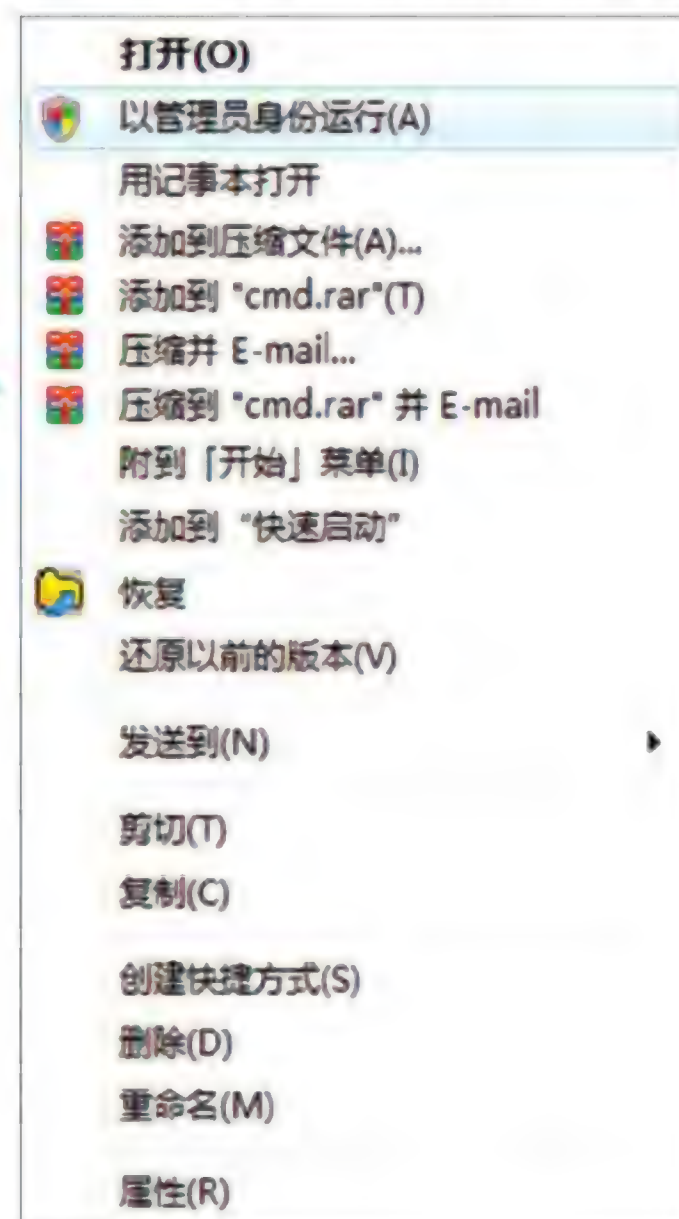 打开(O)
以管理员身份运行(A)
用记事本打开
添加到压缩文件(A)...
添加到 "cmd.rar"(T)
压缩并 E-mail...
压缩到 "cmd.rar" 并 E-mail
附到「开始」菜单(I)
添加到 “快速启动”
恢复
还原以前的版本(V)
发送到(N)
剪切(T)
复制(C)
创建快捷方式(S)
删除(D)
重命名(M)
属性(R)